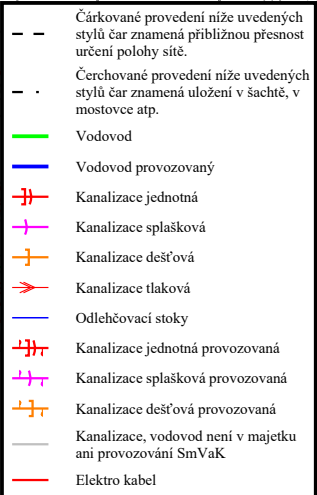 Čárkované provedení níže uvedených
stylů čar znamená přibližnou přesnost
určení polohy sítě.
Čerchované provedení níže uvedených
stylů čar znamená uložení v šachtě, v
mostovce atp.
Vodovod
Vodovod provozovaný
Kanalizace jednotná
Kanalizace splašková
Kanalizace dešťová
Kanalizace tlaková
Odlehčovací stoky
Kanalizace jednotná provozovaná
Kanalizace splašková provozovaná
Kanalizace dešťová provozovaná
Kanalizace, vodovod není v majetku
ani provozování SmVaK
Elektro kabel